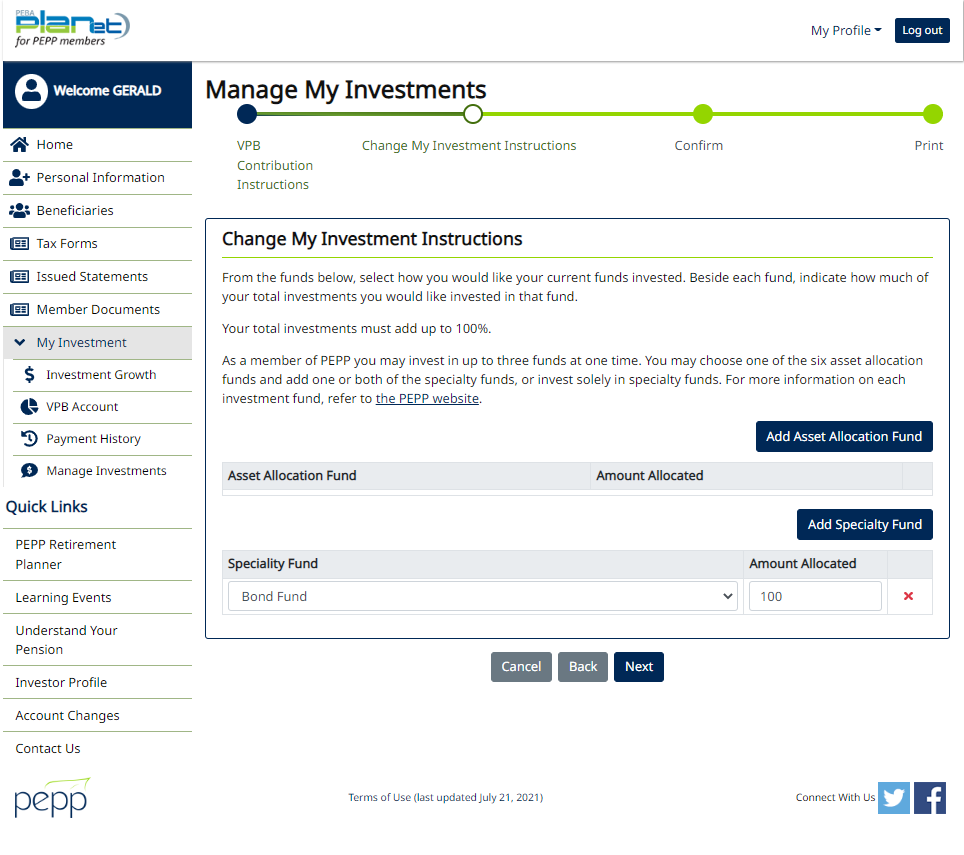 PEBA
planet
for PEPP members
My Profile
Log out
Welcome GERALD
Home
Personal Information
Beneficiaries
Tax Forms
Issued Statements
Member Documents
My Investment
Investment Growth
VPB Account
Payment History
Manage Investments
Quick Links
PEPP Retirement
Planner
Learning Events
Understand Your
Pension
Investor Profile
Account Changes
Contact Us
Manage My Investments
VPB
Contribution
Instructions
Change My Investment Instructions
Confirm
Print
Change My Investment Instructions
From the funds below, select how you would like your current funds invested. Beside each fund, indicate how much of
your total investments you would like invested in that fund.
Your total investments must add up to 100%.
As a member of PEPP you may invest in up to three funds at one time. You may choose one of the six asset allocation
funds and add one or both of the specialty funds, or invest solely in specialty funds. For more information on each
investment fund, refer to the PEPP website.
Add Asset Allocation Fund
Asset Allocation Fund Amount Allocated
Add Specialty Fund
Speciality Fund Amount Allocated
Bond Fund 100
Cancel Back Next
pepp
Terms of Use (last updated July 21, 2021)
Connect With Us